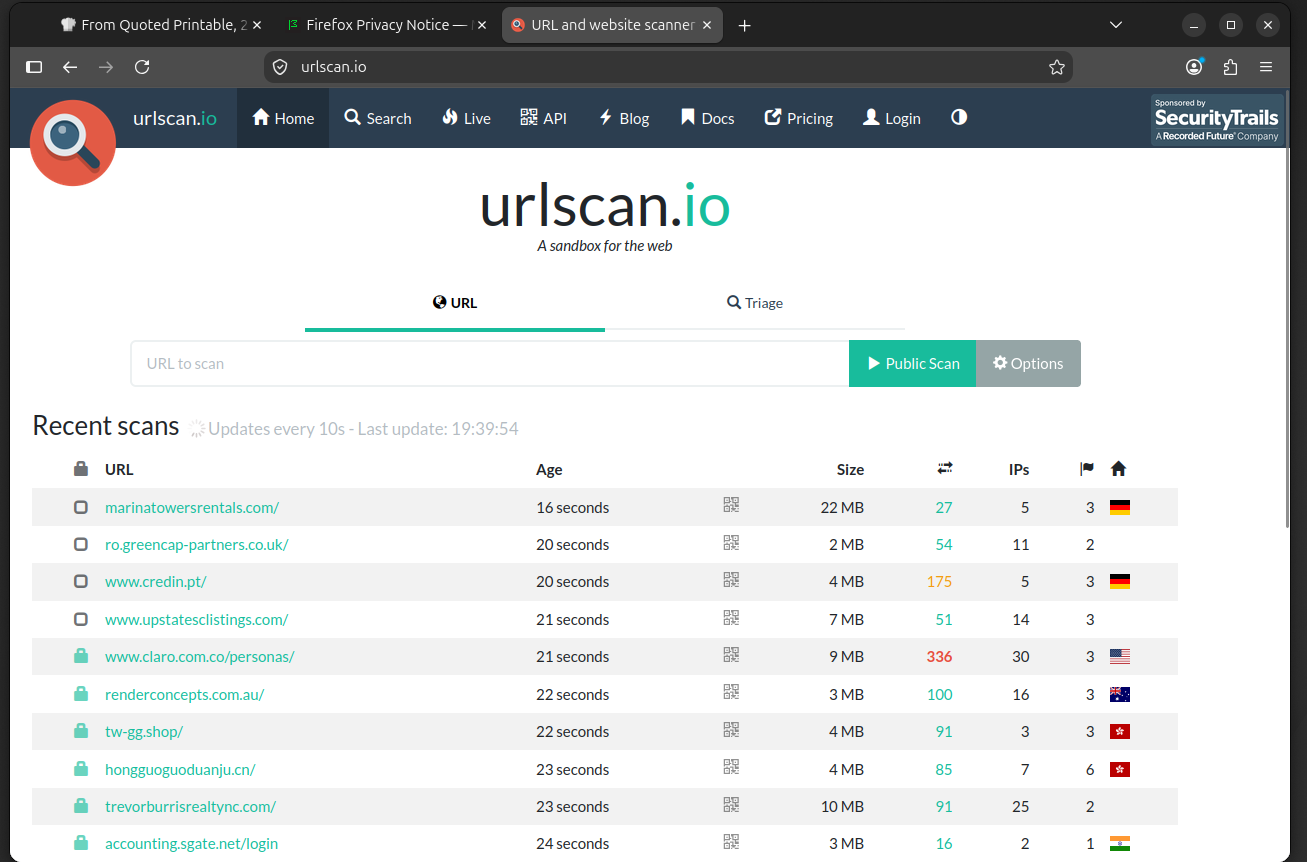 From Quoted Printable, 2
Firefox Privacy Notice —
URL and website scanner
urlscan.io
urlscan.io
Home
Search
Live
API
Blog
Docs
Pricing
Login
Sponsored by
SecurityTrails
A Recorded Future® Company
urlscan.io
A sandbox for the web
URL
Triage
URL to scan
Public Scan
Options
Recent scans Updates every 10s - Last update: 19:39:54
URL Age Size IPs
marinatowersrentals.com/ 16 seconds 22 MB 27 5 3
ro.greencap-partners.co.uk/ 20 seconds 2 MB 54 11 2
www.credin.pt/ 20 seconds 4 MB 175 5 3
www.upstatesclistings.com/ 21 seconds 7 MB 51 14 3
www.claro.com.co/personas/ 21 seconds 9 MB 336 30 3
renderconcepts.com.au/ 22 seconds 3 MB 100 16 3
tw-gg.shop/ 22 seconds 4 MB 91 3 3
hongguoguoduanju.cn/ 23 seconds 4 MB 85 7 6
trevorburrisrealtync.com/ 23 seconds 10 MB 91 25 2
accounting.sgate.net/login 24 seconds 3 MB 16 2 1